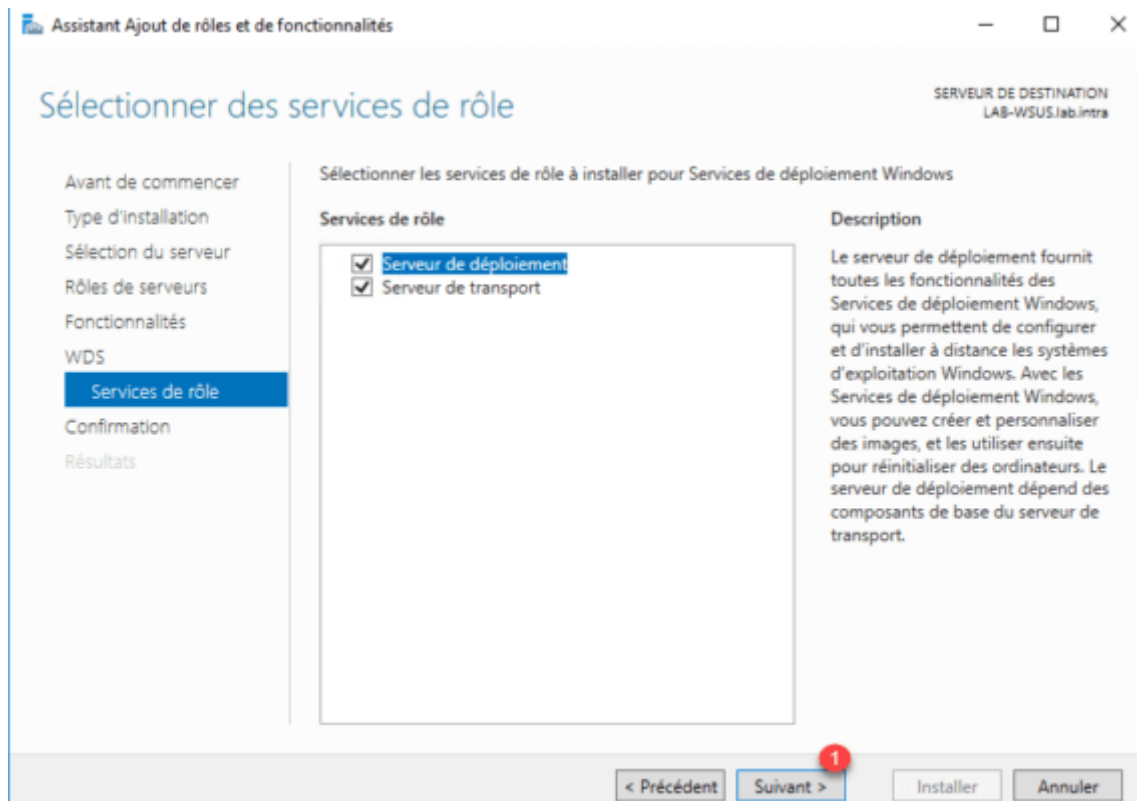 Assistant Ajout de rôles et de fonctionnalités
Sélectionner des services de rôle
SERVEUR DE DESTINATION
LAB-WSUS.lab.intra
Avant de commencer
Type d'installation
Sélection du serveur
Rôles de serveurs
Fonctionnalités
WDS
Services de rôle
Confirmation
Résultats
Sélectionner les services de rôle à installer pour Services de déploiement Windows
Services de rôle
Serveur de déploiement
Serveur de transport
Description
Le serveur de déploiement fournit
toutes les fonctionnalités des
Services de déploiement Windows,
qui vous permettent de configurer
et d'installer à distance les systèmes
d'exploitation Windows. Avec les
Services de déploiement Windows,
vous pouvez créer et personnaliser
des images, et les utiliser ensuite
pour réinitialiser des ordinateurs. Le
serveur de déploiement dépend des
composants de base du serveur de
transport.
1
< Précédent
Suivant >
Installer
Annuler